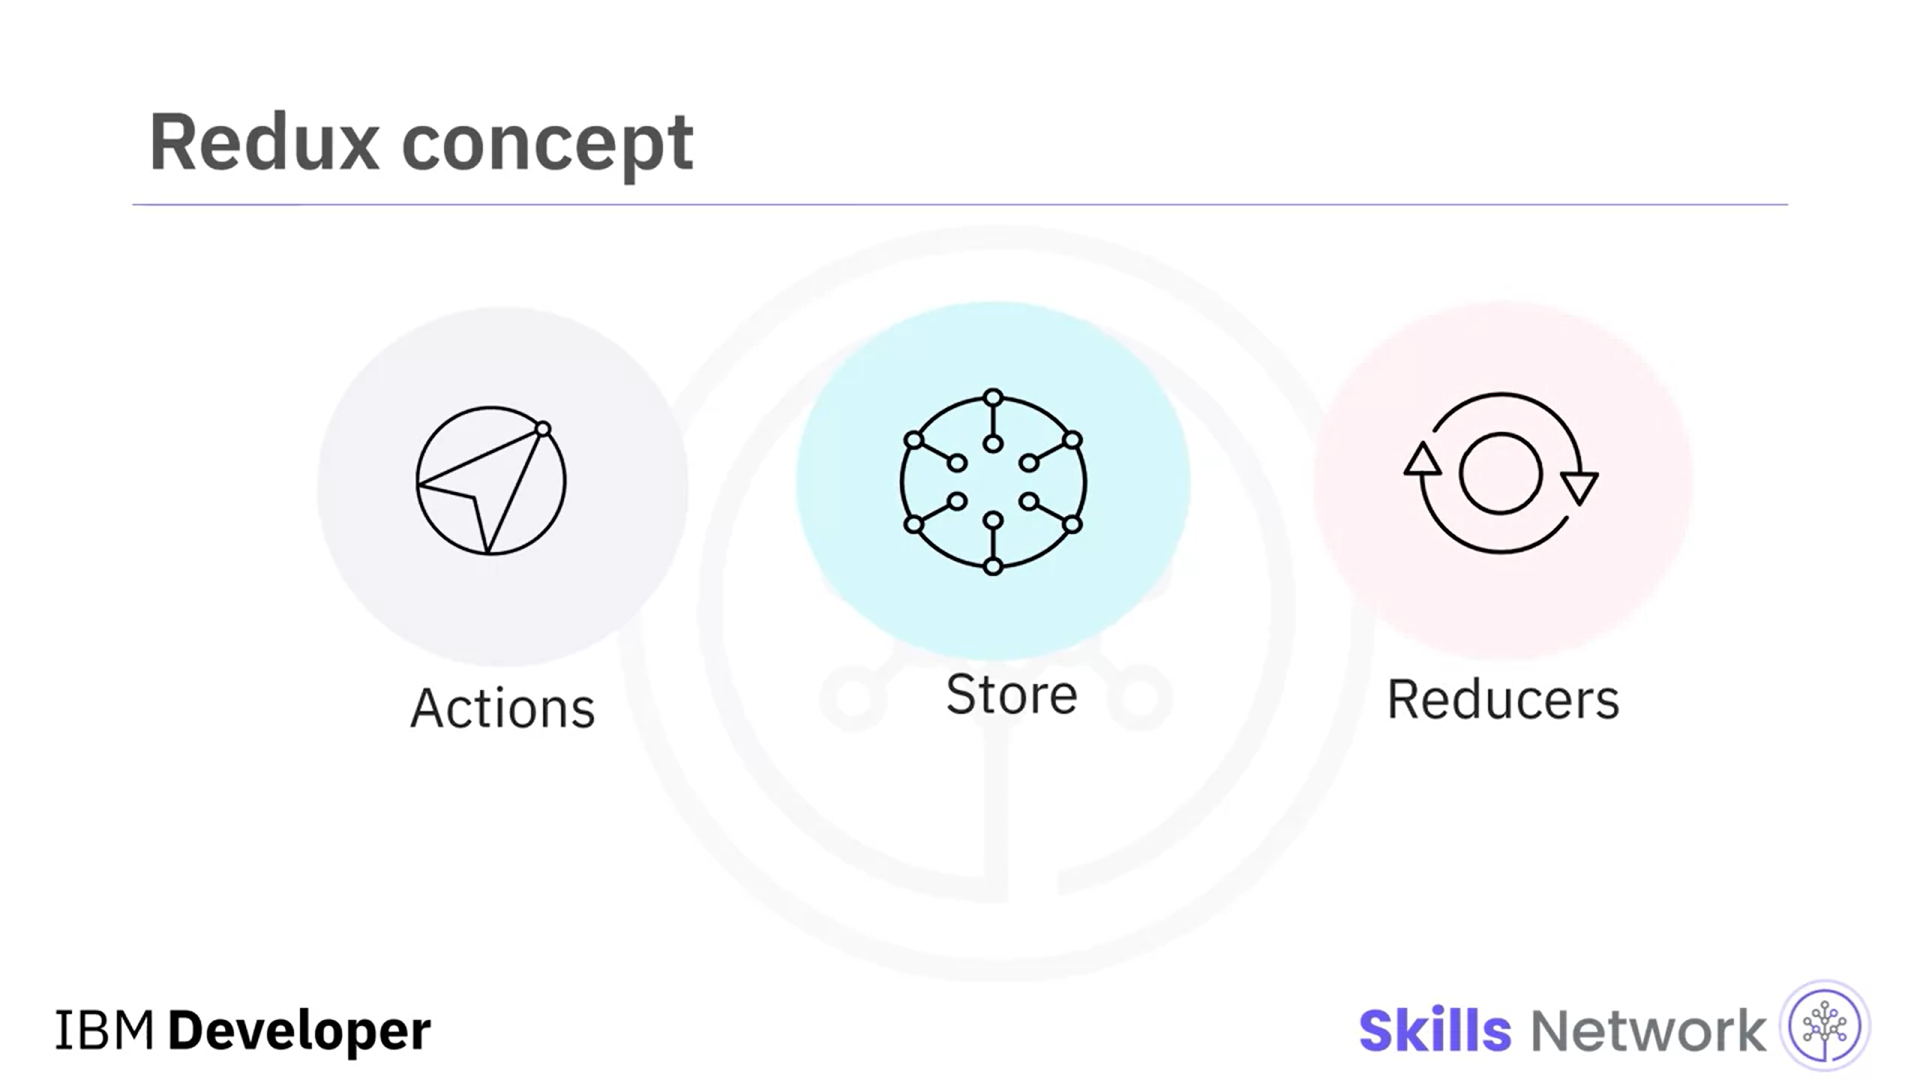 Redux concept
Actions
Store
Reducers
IBM Developer
Skills Network